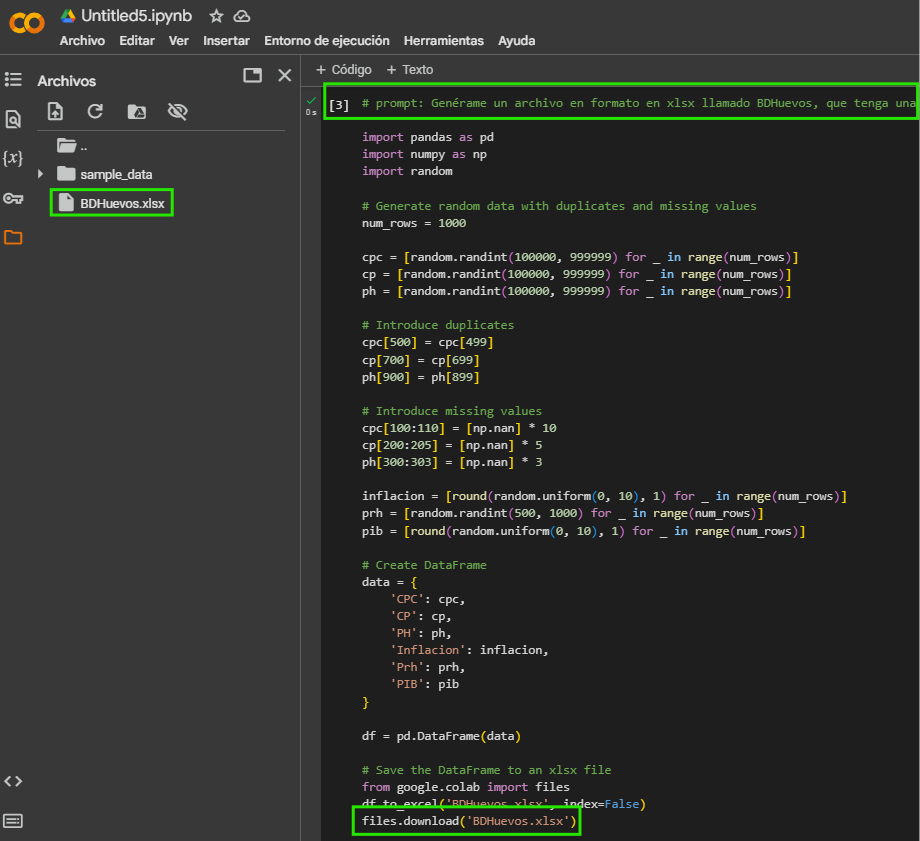 Untitled5.ipynb
Archivo Editar Ver Insertar Entorno de ejecución Herramientas Ayuda
Archivos
..
sample_data
BDHuevos.xlsx
{x}
+ Código + Texto
[3]
0 s
# prompt: Genérame un archivo en formato en xlsx llamado BDHuevos, que tenga una
import pandas as pd
import numpy as np
import random
# Generate random data with duplicates and missing values
num_rows = 1000
cpc = [random.randint(100000, 999999) for _ in range(num_rows)]
cp = [random.randint(100000, 999999) for _ in range(num_rows)]
ph = [random.randint(100000, 999999) for _ in range(num_rows)]
# Introduce duplicates
cpc[500] = cpc[499]
cp[700] = cp[699]
ph[900] = ph[899]
# Introduce missing values
cpc[100:110] = [np.nan] * 10
cp[200:205] = [np.nan] * 5
ph[300:303] = [np.nan] * 3
inflacion = [round(random.uniform(0, 10), 1) for _ in range(num_rows)]
prh = [random.randint(500, 1000) for _ in range(num_rows)]
pib = [round(random.uniform(0, 10), 1) for _ in range(num_rows)]
# Create DataFrame
data = {
'CPC': cpc,
'CP': cp,
'PH': ph,
'Inflacion': inflacion,
'Prh': prh,
'PIB': pib
}
df = pd.DataFrame(data)
# Save the DataFrame to an xlsx file
from google.colab import files
df.to_excel('BDHuevos.xlsx', index=False)
files.download('BDHuevos.xlsx')